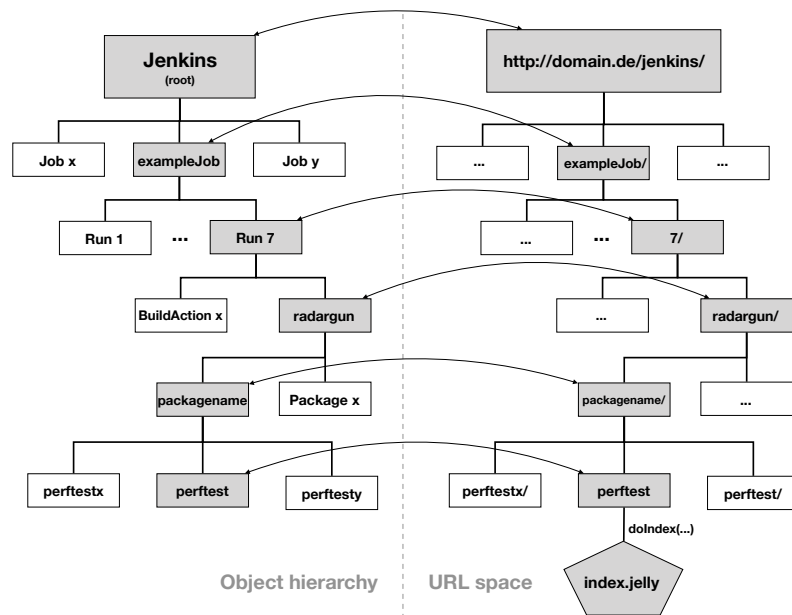 Jenkins
(root)
http://domain.de/jenkins/
Job x
exampleJob
Job y
...
exampleJob/
...
Run 1
...
Run 7
...
...
7/
BuildAction x
radargun
...
radargun/
packagename
Package x
packagename/
...
perftestx
perftest
perftesty
perftestx/
perftest
perftest/
doIndex(...)
index.jelly
Object hierarchy
URL space